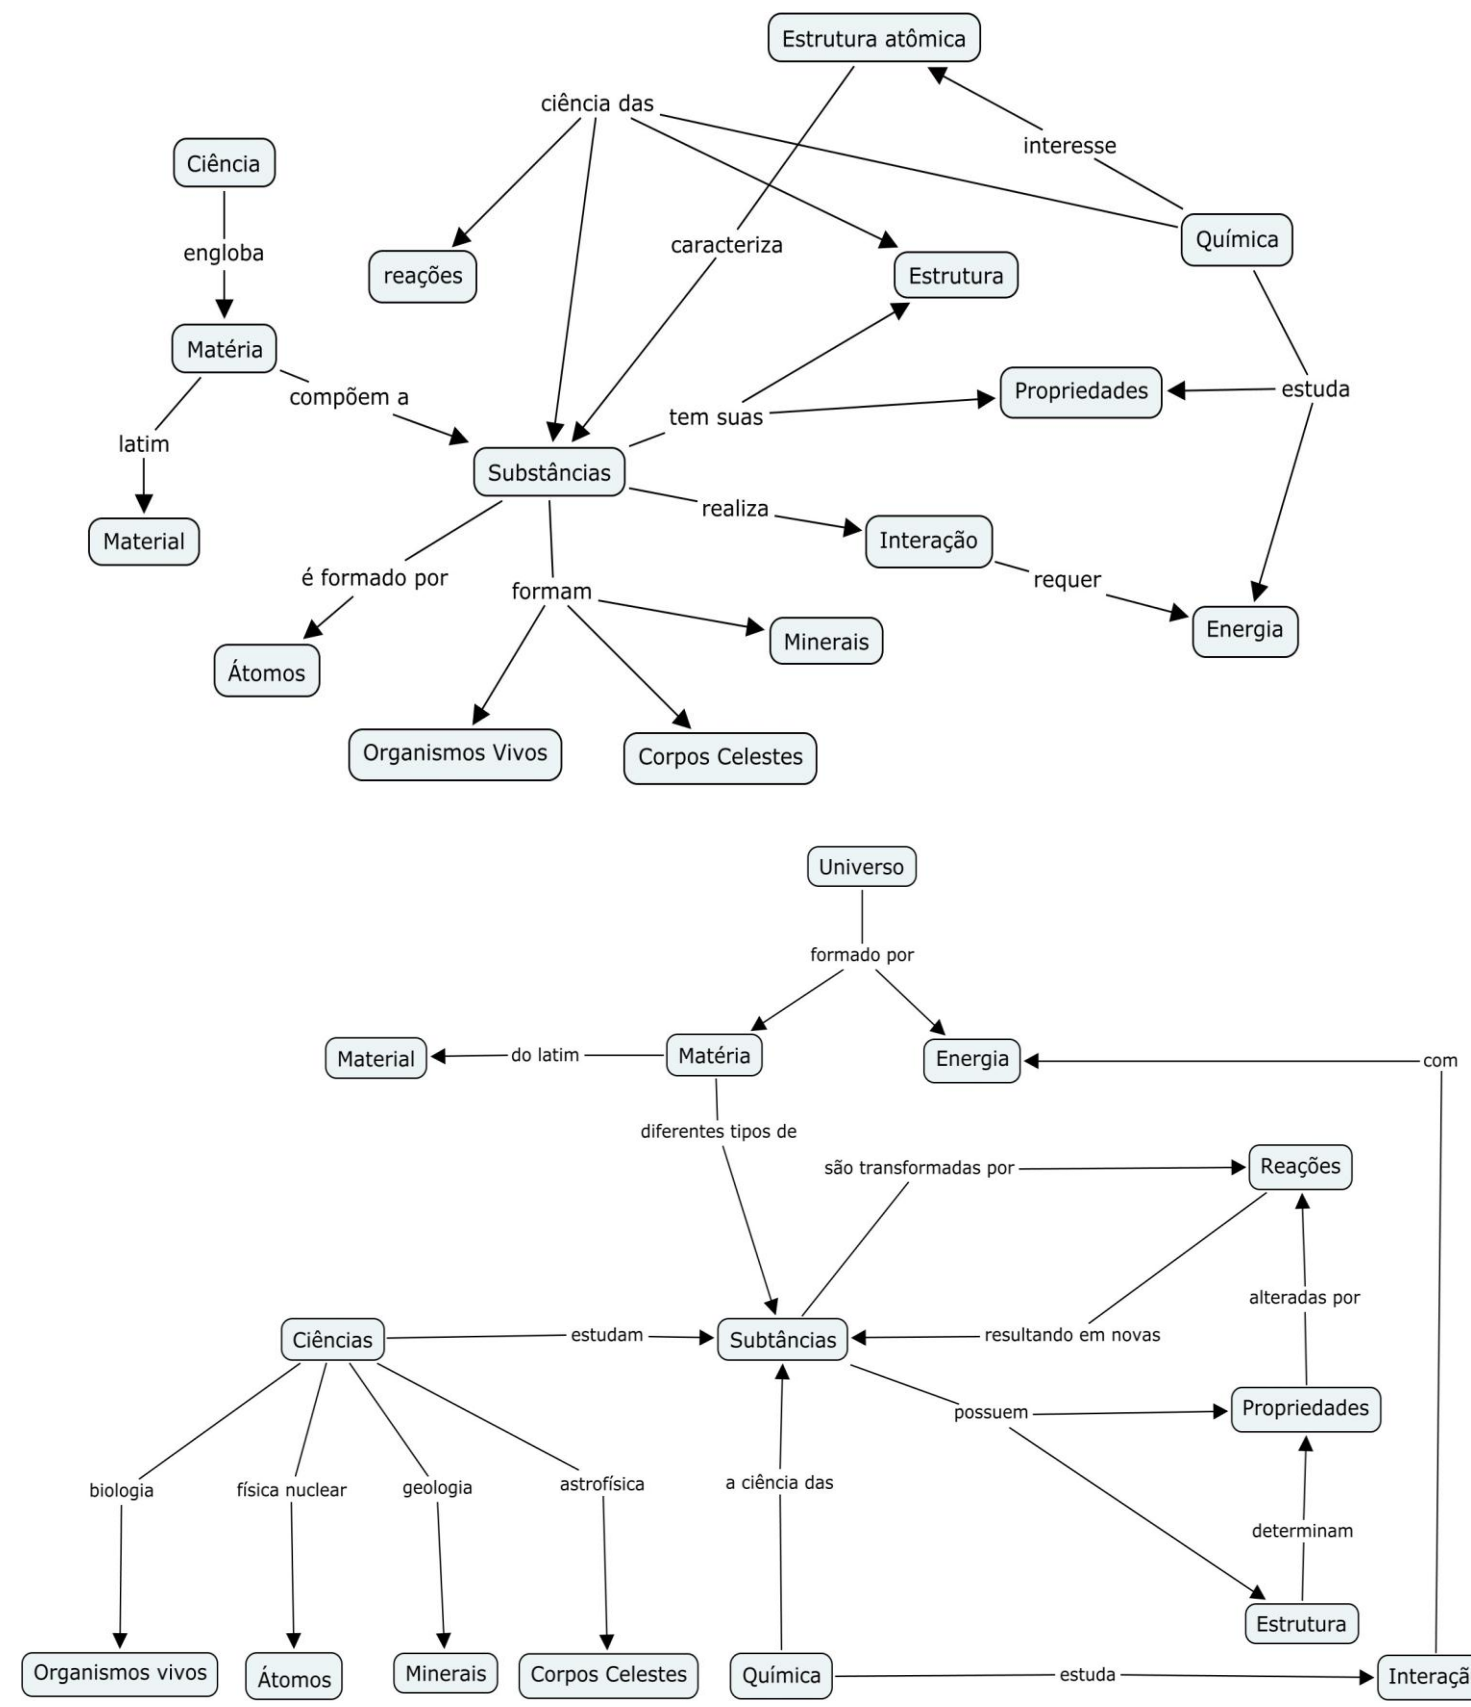 Estrutura atômica
ciência das
interesse
Ciência
Química
engloba
caracteriza
reações
Estrutura
Matéria
compõem a
Propriedades
estuda
tem suas
latim
Substâncias
realiza
Material
Interação
é formado por
formam
requer
Energia
Minerais
Átomos
Organismos Vivos
Corpos Celestes
Universo
formado por
Material
do latim
Matéria
Energia
com
diferentes tipos de
são transformadas por
Reações
alteradas por
Ciências
estudam
Subtâncias
resultando em novas
possuem
Propriedades
biologia
física nuclear
geologia
astrofísica
a ciência das
determinam
Estrutura
Organismos vivos
Átomos
Minerais
Corpos Celestes
Química
estuda
Interaçã